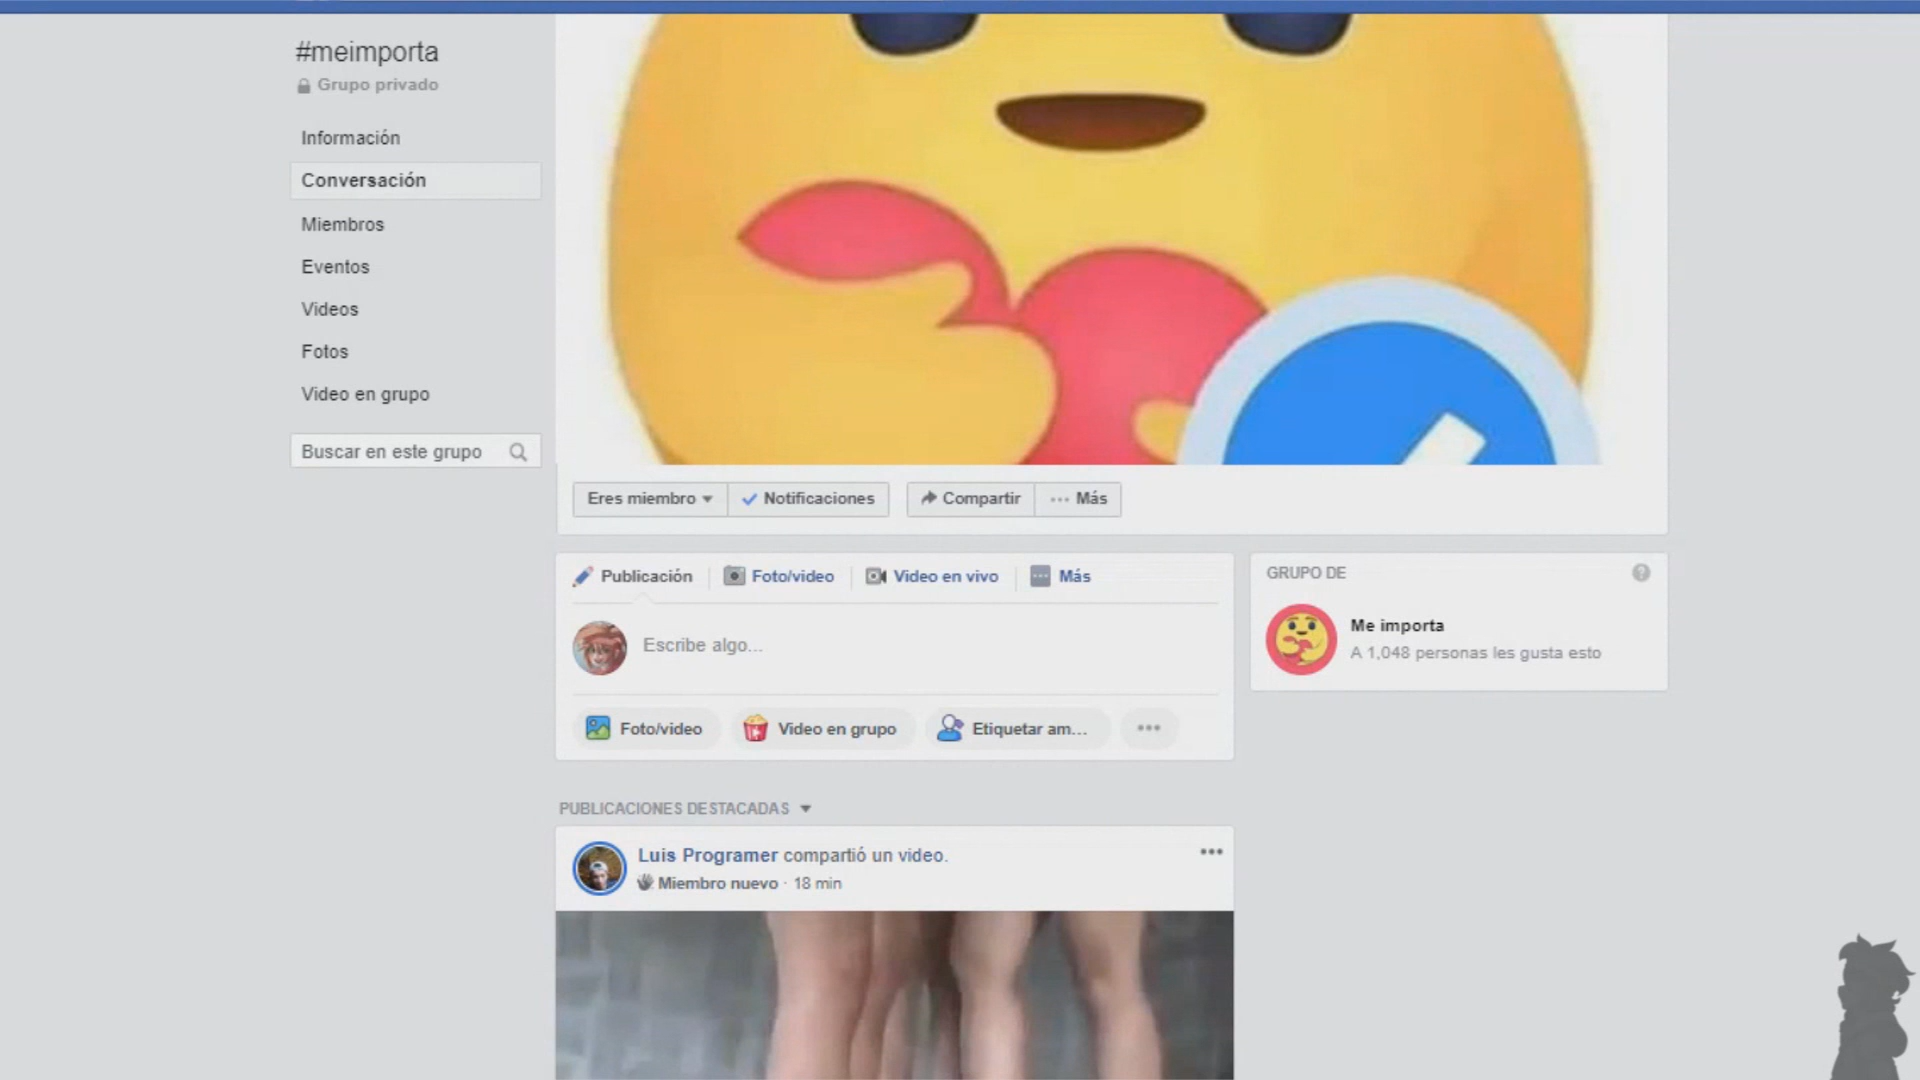 #meimporta
Grupo privado
Información
Conversación
Miembros
Eventos
Videos
Fotos
Video en grupo
Buscar en este grupo
Eres miembro
Notificaciones
Compartir
Más
Publicación
Foto/video
Video en vivo
Más
Escribe algo...
Foto/video
Video en grupo
Etiquetar am...
GRUPO DE
Me importa
A 1,048 personas les gusta esto
PUBLICACIONES DESTACADAS
Luis Programer compartió un video.
Miembro nuevo · 18 min